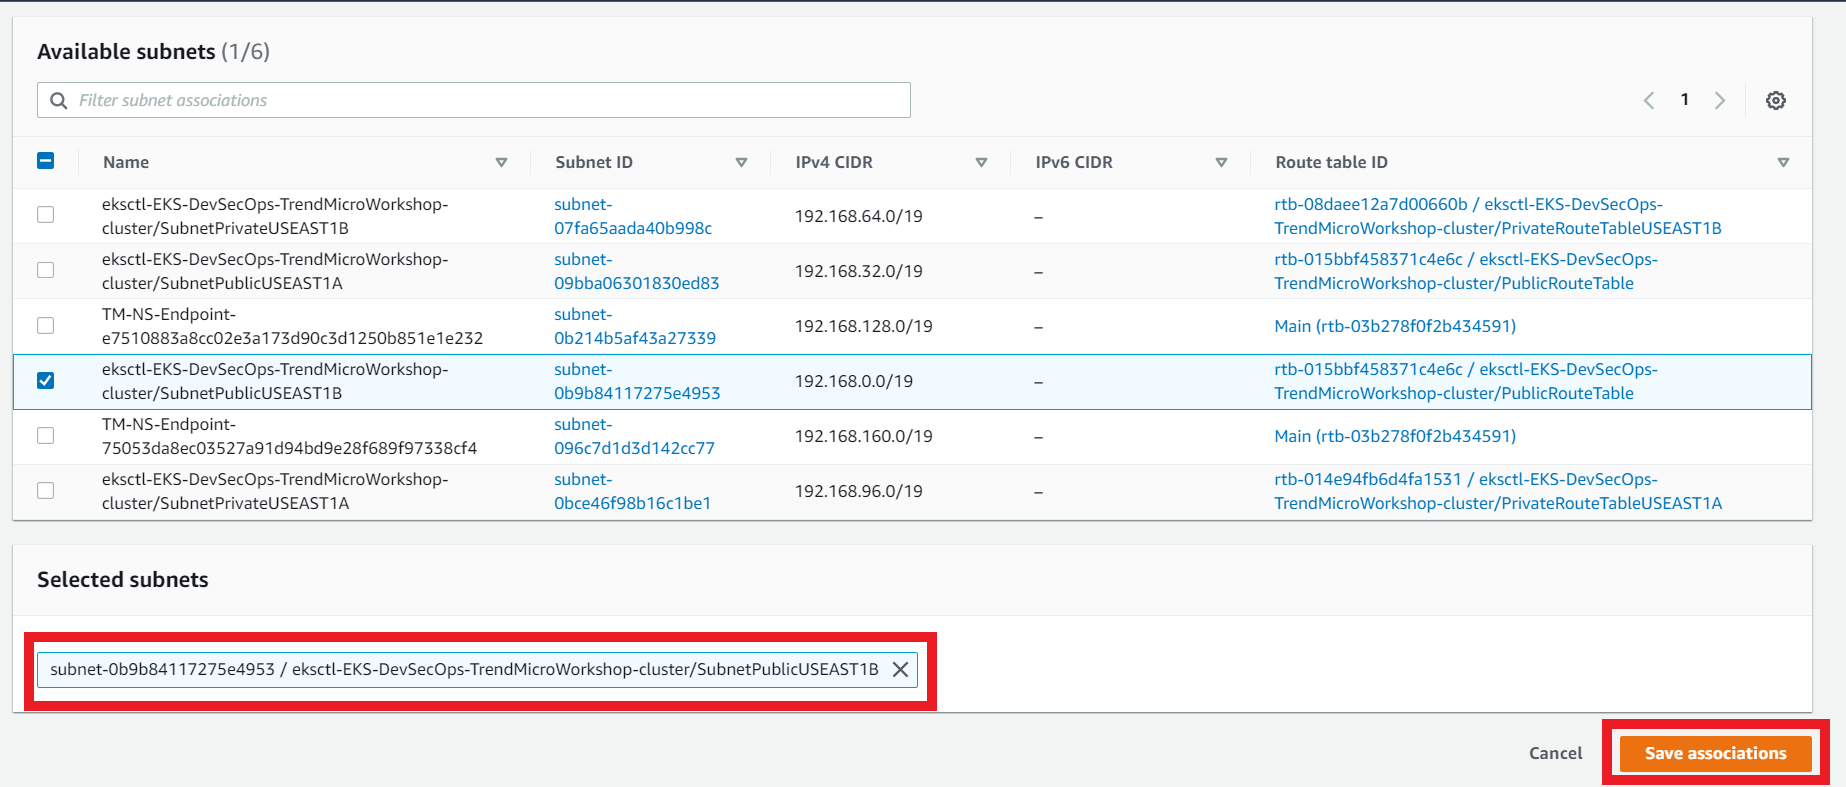 Available subnets (1/6)
Filter subnet associations
1
Name Subnet ID IPv4 CIDR IPv6 CIDR Route table ID
eksctl-EKS-DevSecOps-TrendMicroWorkshop-
cluster/SubnetPrivateUSEAST1B
subnet-
07fa65aada40b998c
192.168.64.0/19
–
rtb-08daee12a7d00660b / eksctl-EKS-DevSecOps-
TrendMicroWorkshop-cluster/PrivateRouteTableUSEAST1B
eksctl-EKS-DevSecOps-TrendMicroWorkshop-
cluster/SubnetPublicUSEAST1A
subnet-
09bba06301830ed83
192.168.32.0/19
–
rtb-015bbf458371c4e6c / eksctl-EKS-DevSecOps-
TrendMicroWorkshop-cluster/PublicRouteTable
TM-NS-Endpoint-
e7510883a8cc02e3a173d90c3d1250b851e1e232
subnet-
0b214b5af43a27339
192.168.128.0/19
–
Main (rtb-03b278f0f2b434591)
eksctl-EKS-DevSecOps-TrendMicroWorkshop-
cluster/SubnetPublicUSEAST1B
subnet-
0b9b84117275e4953
192.168.0.0/19
–
rtb-015bbf458371c4e6c / eksctl-EKS-DevSecOps-
TrendMicroWorkshop-cluster/PublicRouteTable
TM-NS-Endpoint-
75053da8ec03527a91d94bd9e28f689f97338cf4
subnet-
096c7d1d3d142cc77
192.168.160.0/19
–
Main (rtb-03b278f0f2b434591)
eksctl-EKS-DevSecOps-TrendMicroWorkshop-
cluster/SubnetPrivateUSEAST1A
subnet-
0bce46f98b16c1be1
192.168.96.0/19
–
rtb-014e94fb6d4fa1531 / eksctl-EKS-DevSecOps-
TrendMicroWorkshop-cluster/PrivateRouteTableUSEAST1A
Selected subnets
subnet-0b9b84117275e4953 / eksctl-EKS-DevSecOps-TrendMicroWorkshop-cluster/SubnetPublicUSEAST1B
Cancel
Save associations